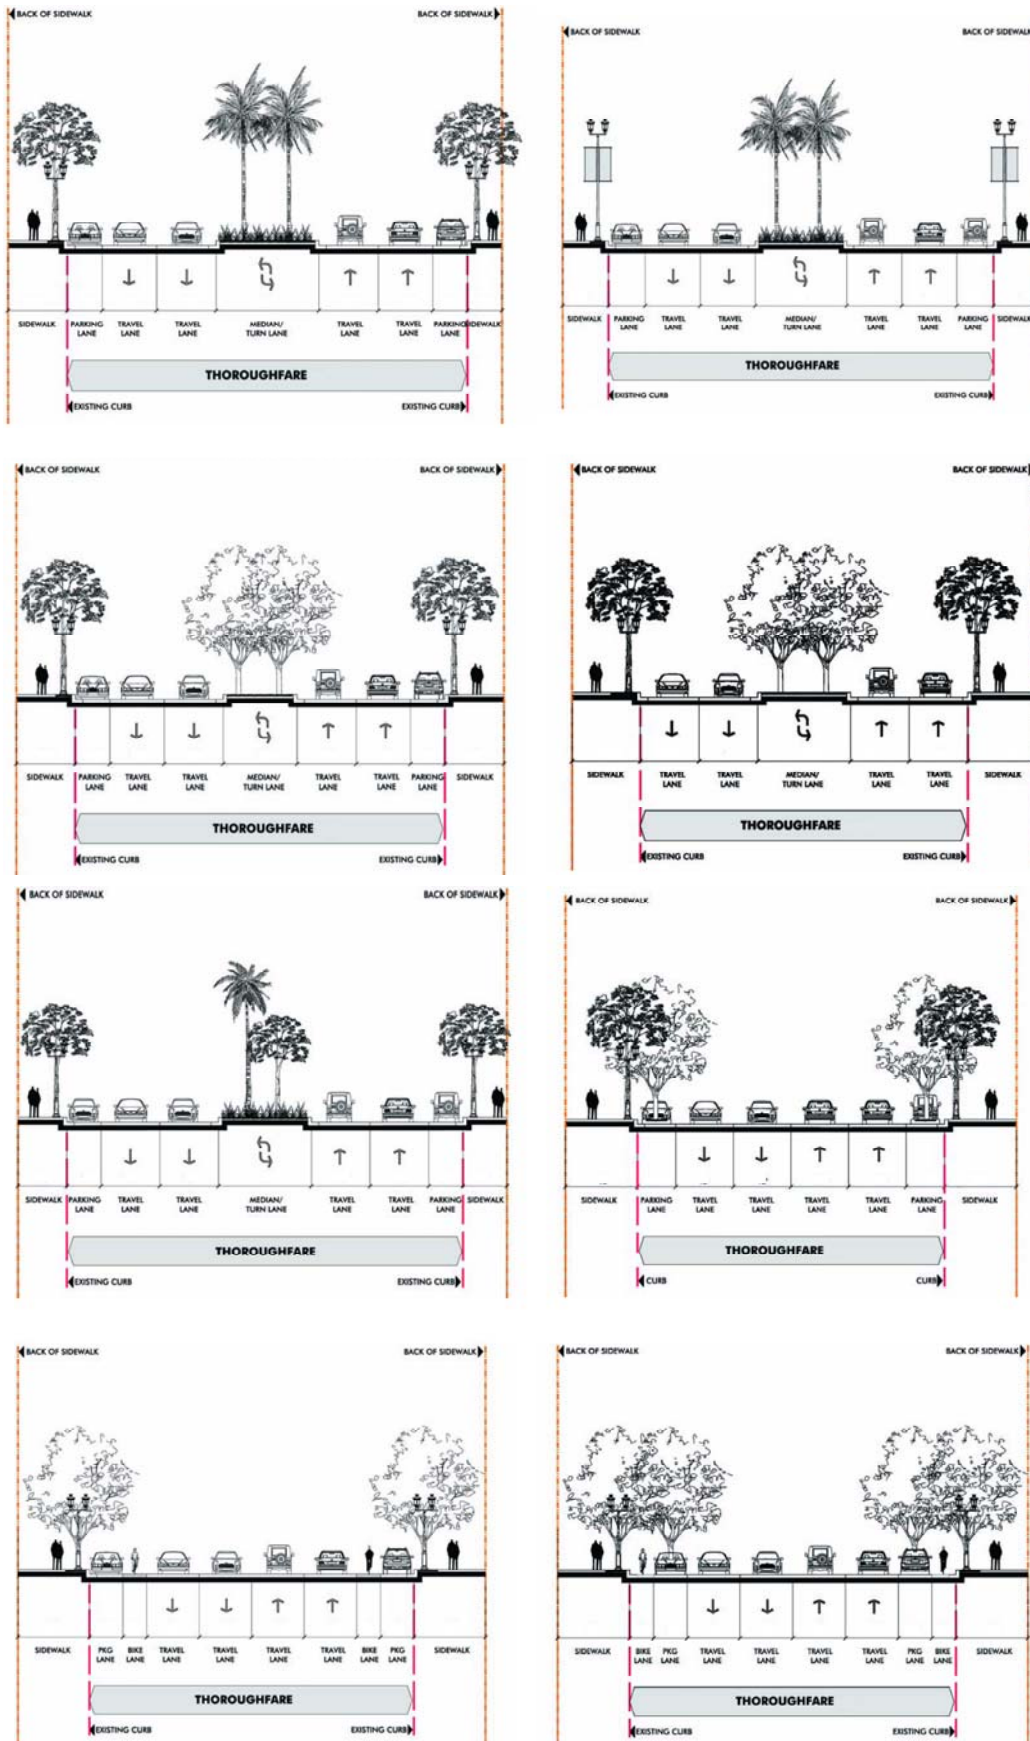 BACK OF SIDEWALK BACK OF SIDEWALK
SIDEWALK PARKING LANE TRAVEL LANE TRAVEL LANE MEDIAN/ TURN LANE TRAVEL LANE TRAVEL LANE PARKING LANE SIDEWALK
THOROUGHFARE
EXISTING CURB EXISTING CURB
BACK OF SIDEWALK BACK OF SIDEWALK
SIDEWALK PARKING LANE TRAVEL LANE TRAVEL LANE MEDIAN/ TURN LANE TRAVEL LANE TRAVEL LANE PARKING LANE SIDEWALK
THOROUGHFARE
EXISTING CURB EXISTING CURB
BACK OF SIDEWALK BACK OF SIDEWALK
SIDEWALK PARKING LANE TRAVEL LANE TRAVEL LANE MEDIAN/ TURN LANE TRAVEL LANE TRAVEL LANE PARKING LANE SIDEWALK
THOROUGHFARE
EXISTING CURB EXISTING CURB
BACK OF SIDEWALK BACK OF SIDEWALK
SIDEWALK TRAVEL LANE TRAVEL LANE MEDIAN/ TURN LANE TRAVEL LANE TRAVEL LANE SIDEWALK
THOROUGHFARE
EXISTING CURB EXISTING CURB
BACK OF SIDEWALK BACK OF SIDEWALK
SIDEWALK PARKING LANE TRAVEL LANE TRAVEL LANE MEDIAN/ TURN LANE TRAVEL LANE TRAVEL LANE PARKING LANE SIDEWALK
THOROUGHFARE
EXISTING CURB EXISTING CURB
BACK OF SIDEWALK BACK OF SIDEWALK
SIDEWALK PARKING LANE TRAVEL LANE TRAVEL LANE TRAVEL LANE TRAVEL LANE PARKING LANE SIDEWALK
THOROUGHFARE
CURB CURB
BACK OF SIDEWALK BACK OF SIDEWALK
SIDEWALK PKG LANE BIKE LANE TRAVEL LANE TRAVEL LANE TRAVEL LANE TRAVEL LANE BIKE LANE PKG LANE SIDEWALK
THOROUGHFARE
EXISTING CURB EXISTING CURB
BACK OF SIDEWALK BACK OF SIDEWALK
SIDEWALK BIKE LANE PKG LANE TRAVEL LANE TRAVEL LANE TRAVEL LANE TRAVEL LANE PKG LANE BIKE LANE SIDEWALK
THOROUGHFARE
EXISTING CURB EXISTING CURB